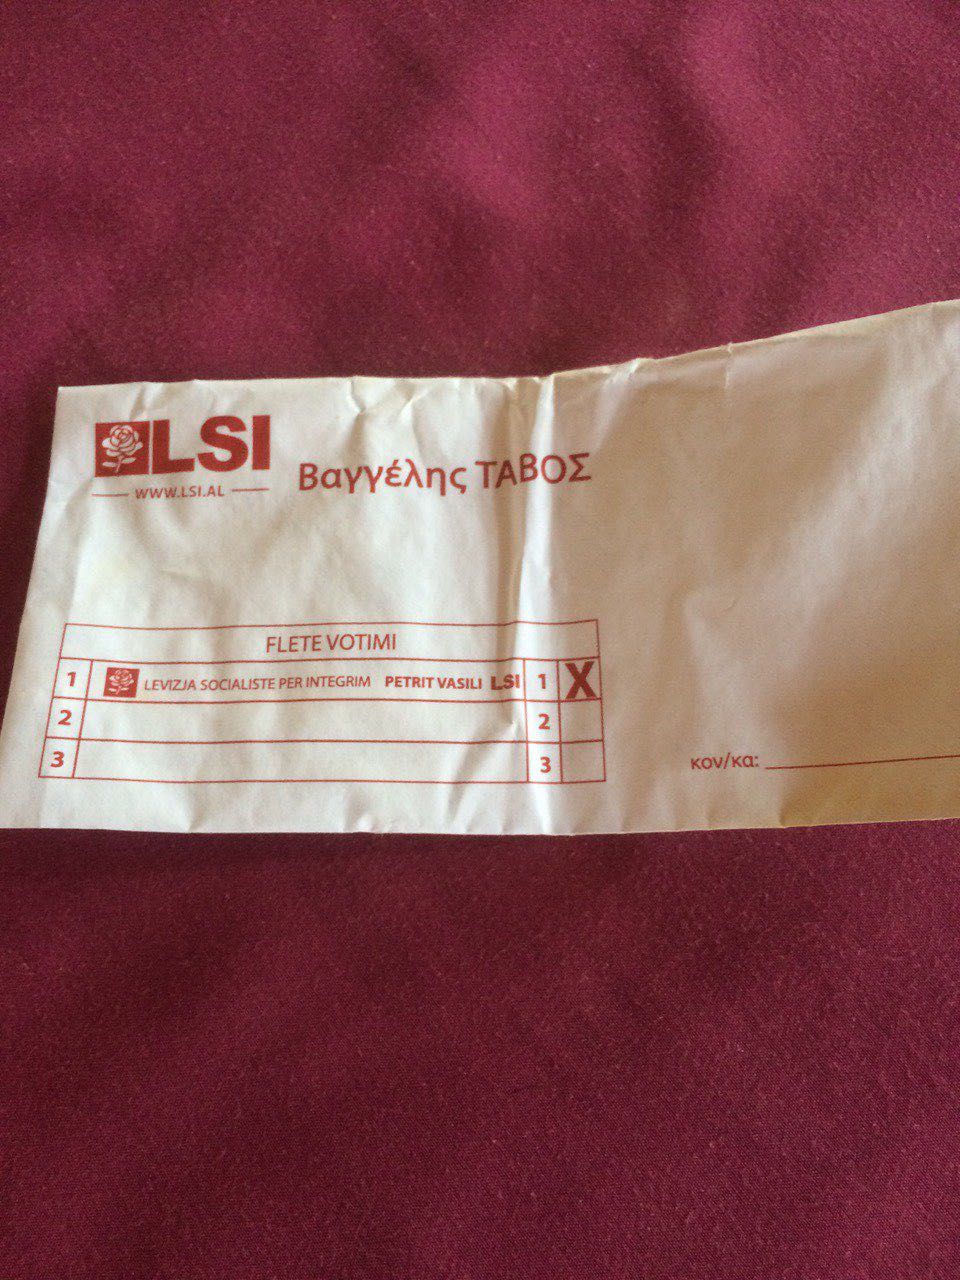 LSI
WWW.LSI.AL
Βαγγέλης ΤΑΒΟΣ
FLETE VOTIMI
1 LEVIZJA SOCIALISTE PER INTEGRIM PETRIT VASILI LSI 1 X
2 2
3 3
κον/κα: